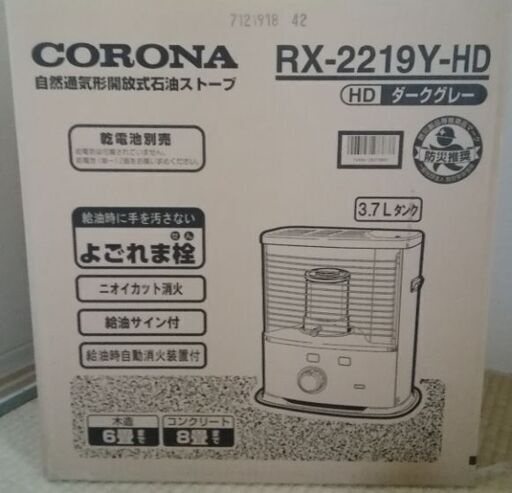 7121918 42
CORONA
自然通気形開放式石油ストーブ
RX-2219Y-HD
HD ダークグレー
乾電池別売
防災推奨
3.7Lタンク
給油時に手を汚さない
よごれま栓
せん
ニオイカット消火
給油サイン付
給油時自動消火装置付
木造
6畳まで
コンクリート
8畳まで